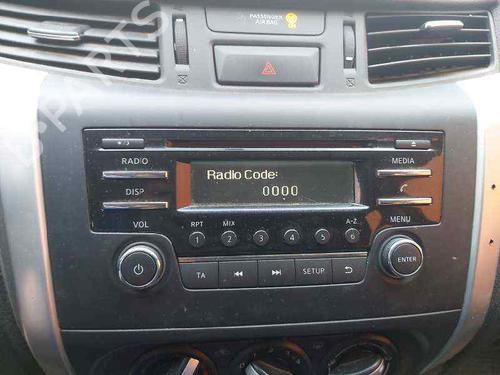 PASSENGER
AIR BAG
RADIO
MEDIA
Radio Code:
0000
DISP
VOL
RPT MIX A-Z
MENU
1 2 3 4 5 6
ENTER
TA SETUP